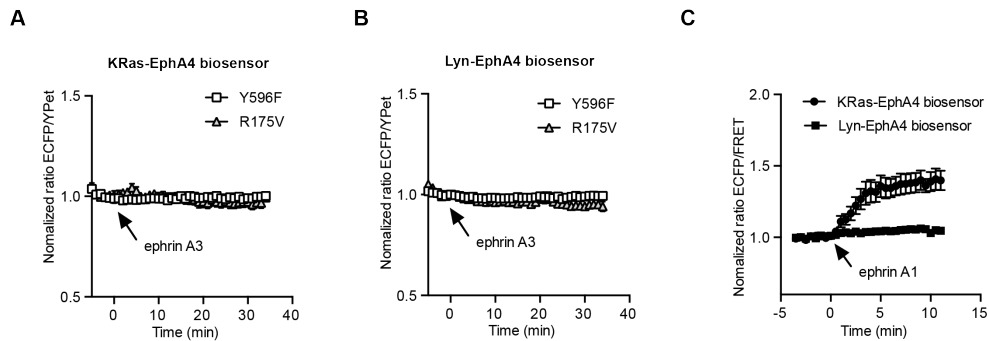 A
KRas-EphA4 biosensor
Nomalized ratio ECFP/YPet
1.5
1.0
0.5
Y596F
R175V
ephrin A3
0 10 20 30 40
Time (min)
B
Lyn-EphA4 biosensor
Nomalized ratio ECFP/YPet
1.5
1.0
0.5
Y596F
R175V
ephrin A3
0 10 20 30 40
Time (min)
C
Nomalized ratio ECFP/FRET
2.0
1.5
1.0
KRas-EphA4 biosensor
Lyn-EphA4 biosensor
ephrin A1
-5 0 5 10 15
Time (min)